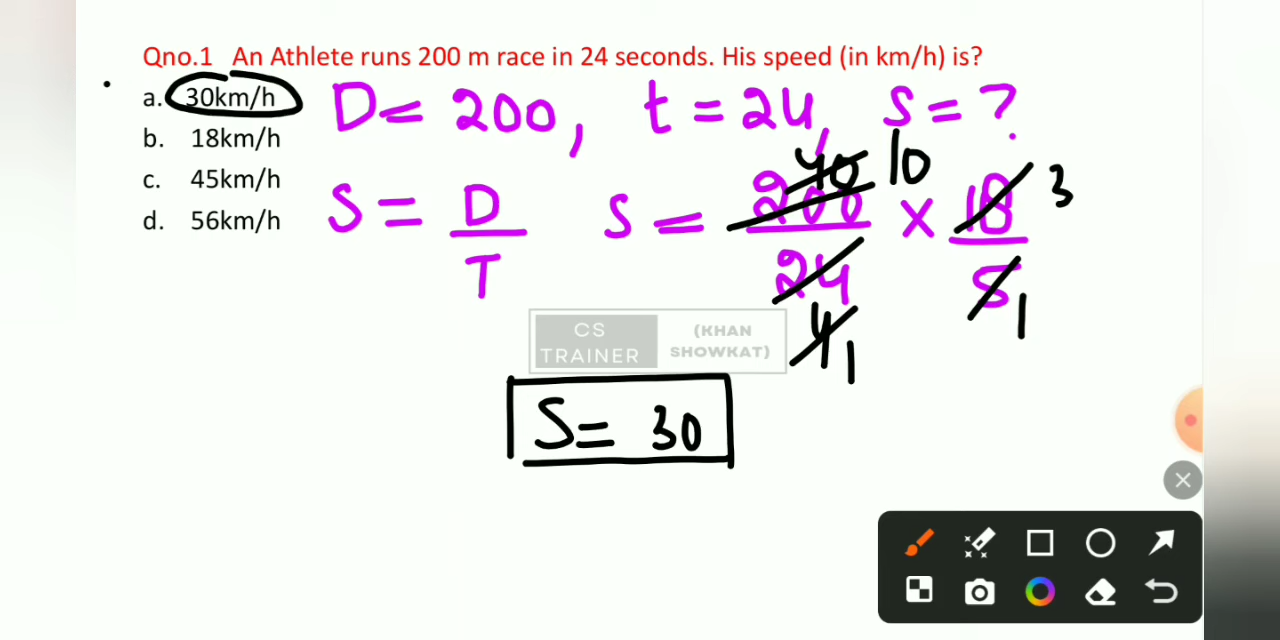 Qno.1 An Athlete runs 200 m race in 24 seconds. His speed (in km/h) is?
a. 30km/h
b. 18km/h
c. 45km/h
d. 56km/h
D = 200, t = 24, S = ?
40 10
S = D/T S = 200/24 × 18/5 3
4 1 1
CS TRAINER (KHAN SHOWKAT)
S = 30